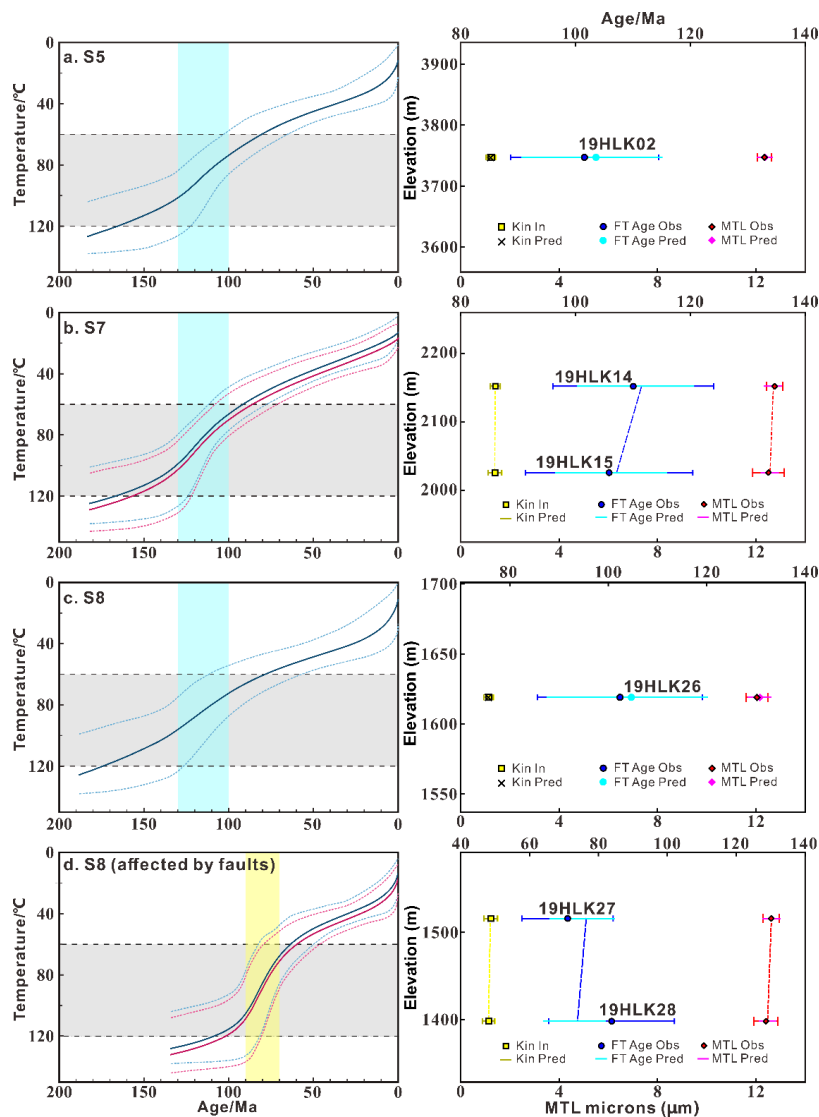 a. S5
Temperature/℃
0
40
80
120
200
150
100
50
0
Age/Ma
80
100
120
140
Elevation (m)
3900
3750
3600
19HLK02
Kin In
FT Age Obs
MTL Obs
Kin Pred
FT Age Pred
MTL Pred
0
4
8
12
b. S7
Temperature/℃
0
40
80
120
200
150
100
50
0
80
100
120
140
Elevation (m)
2200
2100
2000
19HLK14
19HLK15
Kin In
FT Age Obs
MTL Obs
Kin Pred
FT Age Pred
MTL Pred
0
4
8
12
c. S8
Temperature/℃
0
40
80
120
200
150
100
50
0
80
100
120
140
Elevation (m)
1700
1650
1600
1550
19HLK26
Kin In
FT Age Obs
MTL Obs
Kin Pred
FT Age Pred
MTL Pred
0
4
8
12
d. S8 (affected by faults)
Temperature/℃
0
40
80
120
200
150
100
50
0
Age/Ma
40
60
80
100
120
140
Elevation (m)
1500
1400
19HLK27
19HLK28
Kin In
FT Age Obs
MTL Obs
Kin Pred
FT Age Pred
MTL Pred
0
4
8
12
MTL microns (μm)